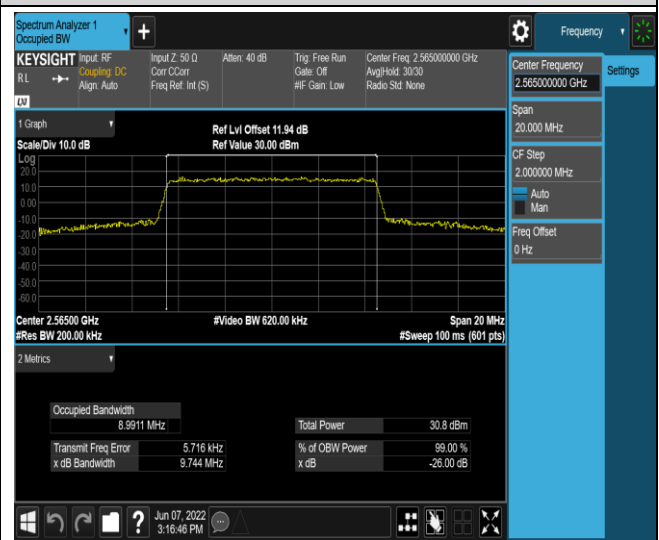 Spectrum Analyzer 1
Occupied BW
Frequency
KEYSIGHT
R L
LXI
Input: RF
Coupling: DC
Align: Auto
Input Z: 50 Ω
Corr CCorr
Freq Ref: Int (S)
Atten: 40 dB
Trig: Free Run
Gate: Off
#IF Gain: Low
Center Freq: 2.565000000 GHz
Avg|Hold: 30/30
Radio Std: None
Center Frequency
2.565000000 GHz
Settings
Span
20.000 MHz
CF Step
2.000000 MHz
Auto
Man
Freq Offset
0 Hz
1 Graph
Scale/Div 10.0 dB
Ref Lvl Offset 11.94 dB
Ref Value 30.00 dBm
Log
20.0
10.0
0.00
-10.0
-20.0
-30.0
-40.0
-50.0
-60.0
Center 2.56500 GHz
#Res BW 200.00 kHz
#Video BW 620.00 kHz
Span 20 MHz
#Sweep 100 ms (601 pts)
2 Metrics
Occupied Bandwidth
8.9911 MHz
Total Power 30.8 dBm
Transmit Freq Error 5.716 kHz
% of OBW Power 99.00 %
x dB Bandwidth 9.744 MHz
x dB -26.00 dB
?
Jun 07, 2022
3:16:46 PM